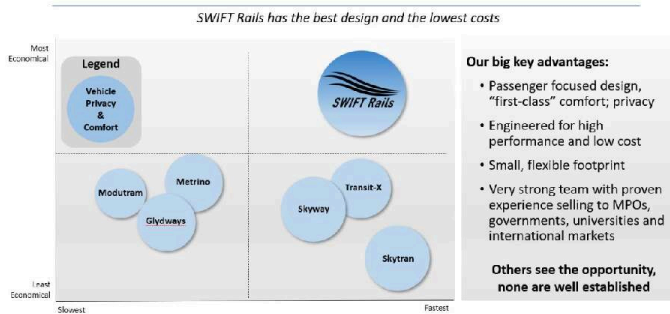 SWIFT Rails has the best design and the lowest costs
Most
Economical
Legend
Vehicle
Privacy
&
Comfort
SWIFT Rails
Modutram
Metrino
Glydways
Transit-X
Skyway
Skytran
Least
Economical
Slowest
Fastest
Our big key advantages:
• Passenger focused design,
“first-class” comfort; privacy
• Engineered for high
performance and low cost
• Small, flexible footprint
• Very strong team with proven
experience selling to MPOs,
governments, universities and
international markets
Others see the opportunity,
none are well established